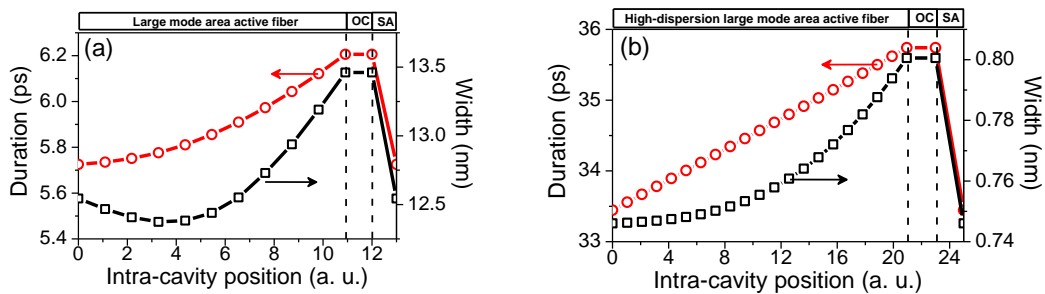 Large mode area active fiber OC SA
(a)
Duration (ps)
6.2
6.0
5.8
5.6
5.4
13.5
13.0
12.5
Width (nm)
0 2 4 6 8 10 12
Intra-cavity position (a. u.)
High-dispersion large mode area active fiber OC SA
(b)
Duration (ps)
36
35
34
33
0.80
0.78
0.76
0.74
Width (nm)
0 4 8 12 16 20 24
Intra-cavity position (a. u.)